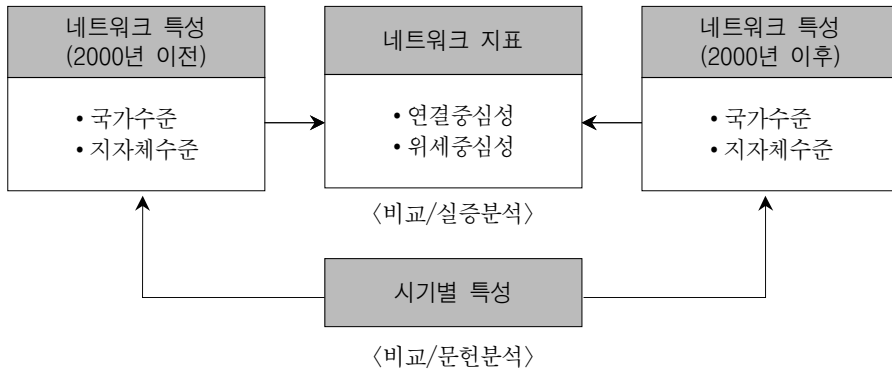 네트워크 특성
(2000년 이전)
• 국가수준
• 지자체수준
네트워크 지표
• 연결중심성
• 위세중심성
〈비교/실증분석〉
네트워크 특성
(2000년 이후)
• 국가수준
• 지자체수준
시기별 특성
〈비교/문헌분석〉